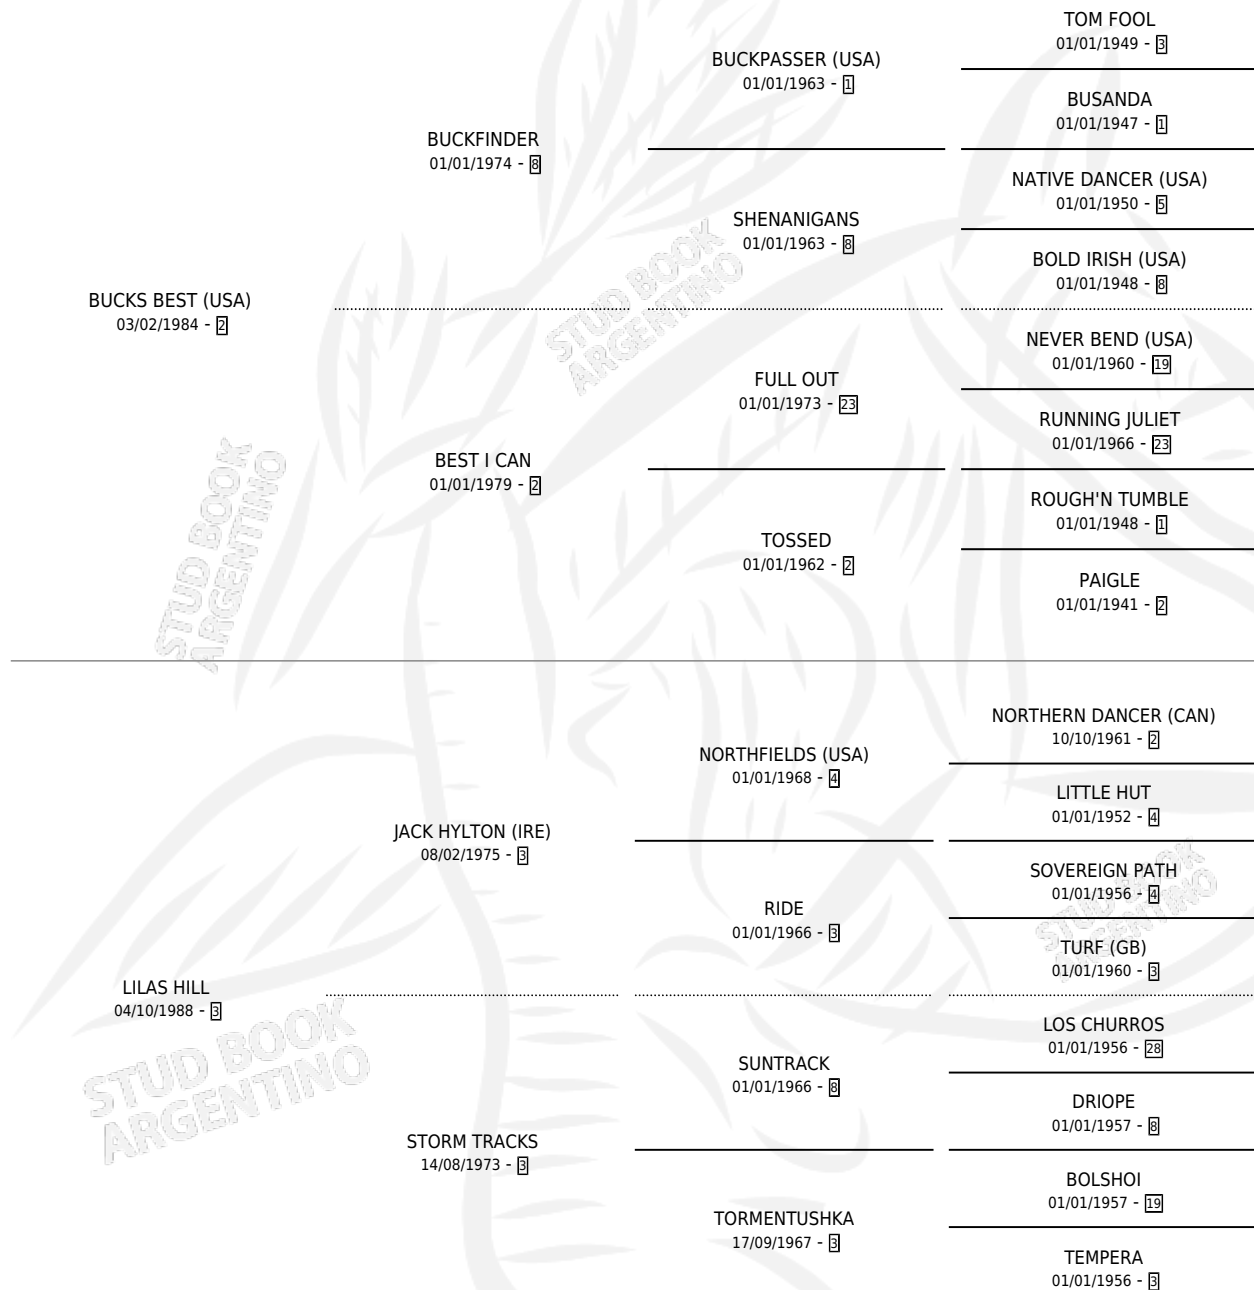 TOM FOOL
01/01/1949 - 3
BUCKPASSER (USA)
01/01/1963 - 1
BUSANDA
01/01/1947 - 1
BUCKFINDER
01/01/1974 - 8
NATIVE DANCER (USA)
01/01/1950 - 5
SHENANIGANS
01/01/1963 - 8
BOLD IRISH (USA)
01/01/1948 - 8
BUCKS BEST (USA)
03/02/1984 - 2
NEVER BEND (USA)
01/01/1960 - 19
FULL OUT
01/01/1973 - 23
RUNNING JULIET
01/01/1966 - 23
BEST I CAN
01/01/1979 - 2
ROUGH'N TUMBLE
01/01/1948 - 1
TOSSED
01/01/1962 - 2
PAIGLE
01/01/1941 - 2
NORTHERN DANCER (CAN)
10/10/1961 - 2
NORTHFIELDS (USA)
01/01/1968 - 4
LITTLE HUT
01/01/1952 - 4
JACK HYLTON (IRE)
08/02/1975 - 3
SOVEREIGN PATH
01/01/1956 - 4
RIDE
01/01/1966 - 3
TURF (GB)
01/01/1960 - 3
LILAS HILL
04/10/1988 - 3
LOS CHURROS
01/01/1956 - 28
SUNTRACK
01/01/1966 - 8
DRIOPE
01/01/1957 - 8
STORM TRACKS
14/08/1973 - 3
BOLSHOI
01/01/1957 - 19
TORMENTUSHKA
17/09/1967 - 3
TEMPERA
01/01/1956 - 3
STUD BOOK
ARGENTINO
STUD BOOK
ARGENTINO
STUD BOOK
ARGENTINO
STUD BOOK
ARGENTINO